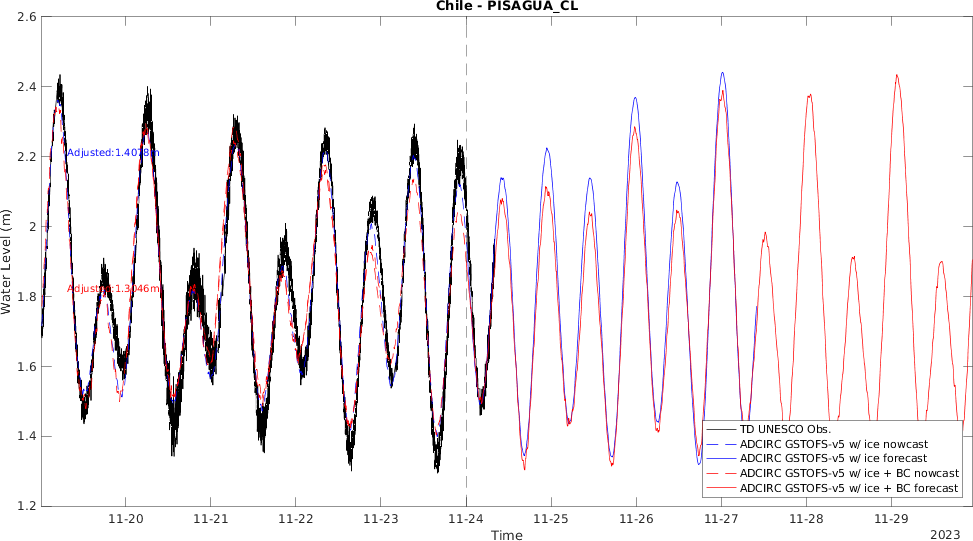 Chile - PISAGUA_CL
2.6
2.4
2.2
2
1.8
1.6
1.4
1.2
Water Level (m)
Adjusted:1.4078m
Adjusted:1.3046m
TD UNESCO Obs.
ADCIRC GSTOFS-v5 w/ ice nowcast
ADCIRC GSTOFS-v5 w/ ice forecast
ADCIRC GSTOFS-v5 w/ ice + BC nowcast
ADCIRC GSTOFS-v5 w/ ice + BC forecast
11-20 11-21 11-22 11-23 11-24 11-25 11-26 11-27 11-28 11-29
Time
2023